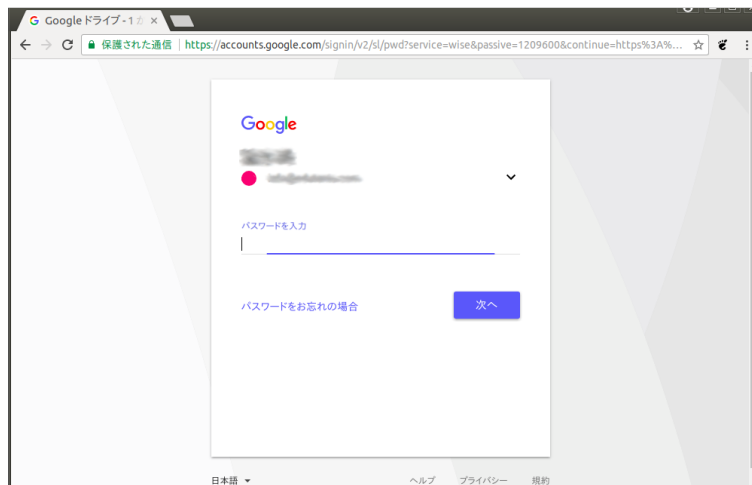 G Googleドライブ - 1 か
保護された通信 | https://accounts.google.com/signin/v2/sl/pwd?service=wise&passive=1209600&continue=https%3A%...
Google
パスワードを入力
パスワードをお忘れの場合
次へ
日本語
ヘルプ プライバシー 規約